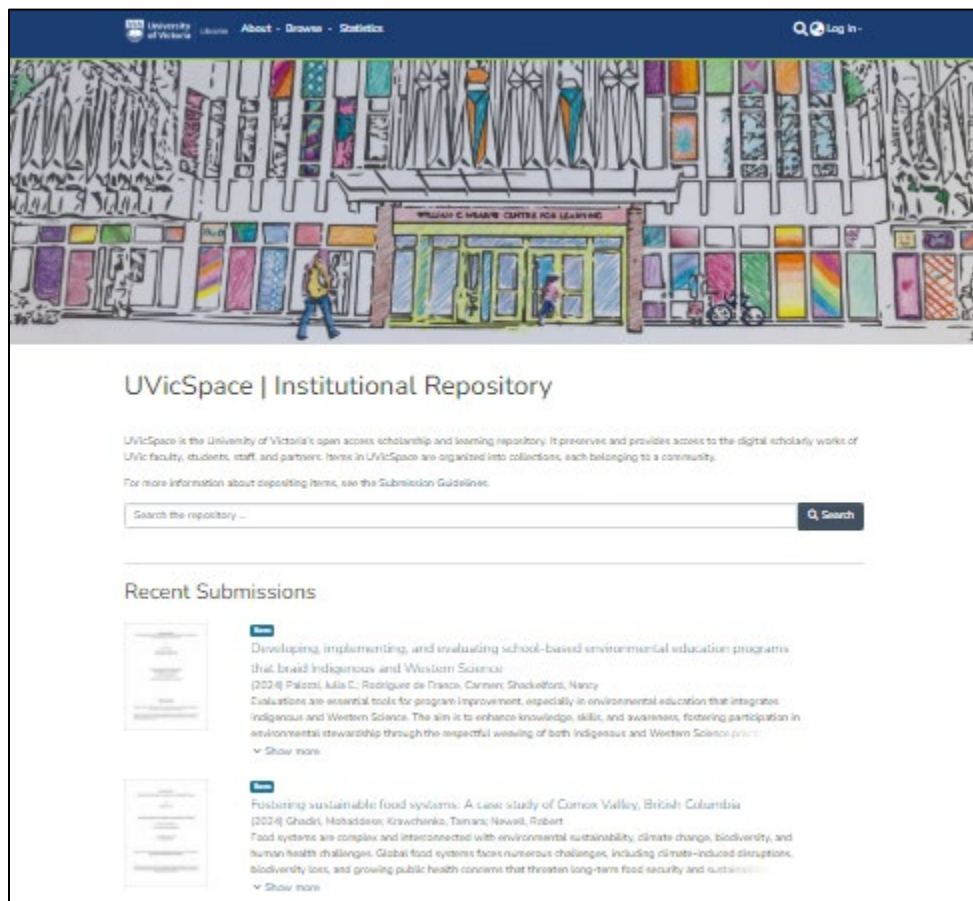 University
of Victoria
Libraries
About - Browse - Statistics
Log In -
WILLIAM C. MEARNS CENTRE FOR LEARNING
UVicSpace | Institutional Repository
UVicSpace is the University of Victoria's open access scholarship and learning repository. It preserves and provides access to the digital scholarly works of
UVic faculty, students, staff, and partners. Items in UVicSpace are organized into collections, each belonging to a community.
For more information about depositing items, see the Submission Guidelines.
Search the repository ...
Search
Recent Submissions
Item
Developing, implementing, and evaluating school-based environmental education programs
that braid Indigenous and Western Science
(2024) Palozzi, Julia E.; Rodriguez de France, Carmen; Shackelford, Nancy
Evaluations are essential tools for program improvement, especially in environmental education that integrates
Indigenous and Western Science. The aim is to enhance knowledge, skills, and awareness, fostering participation in
environmental stewardship through the respectful weaving of both Indigenous and Western Science
Show more
Item
Fostering sustainable food systems: A case study of Comox Valley, British Columbia
(2024) Ghadiri, Mohaddese; Krawchenko, Tamara; Newell, Robert
Food systems are complex and interconnected with environmental sustainability, climate change, biodiversity, and
human health challenges. Global food systems faces numerous challenges, including climate-induced disruptions,
biodiversity loss, and growing public health concerns that threaten long-term food security and
Show more